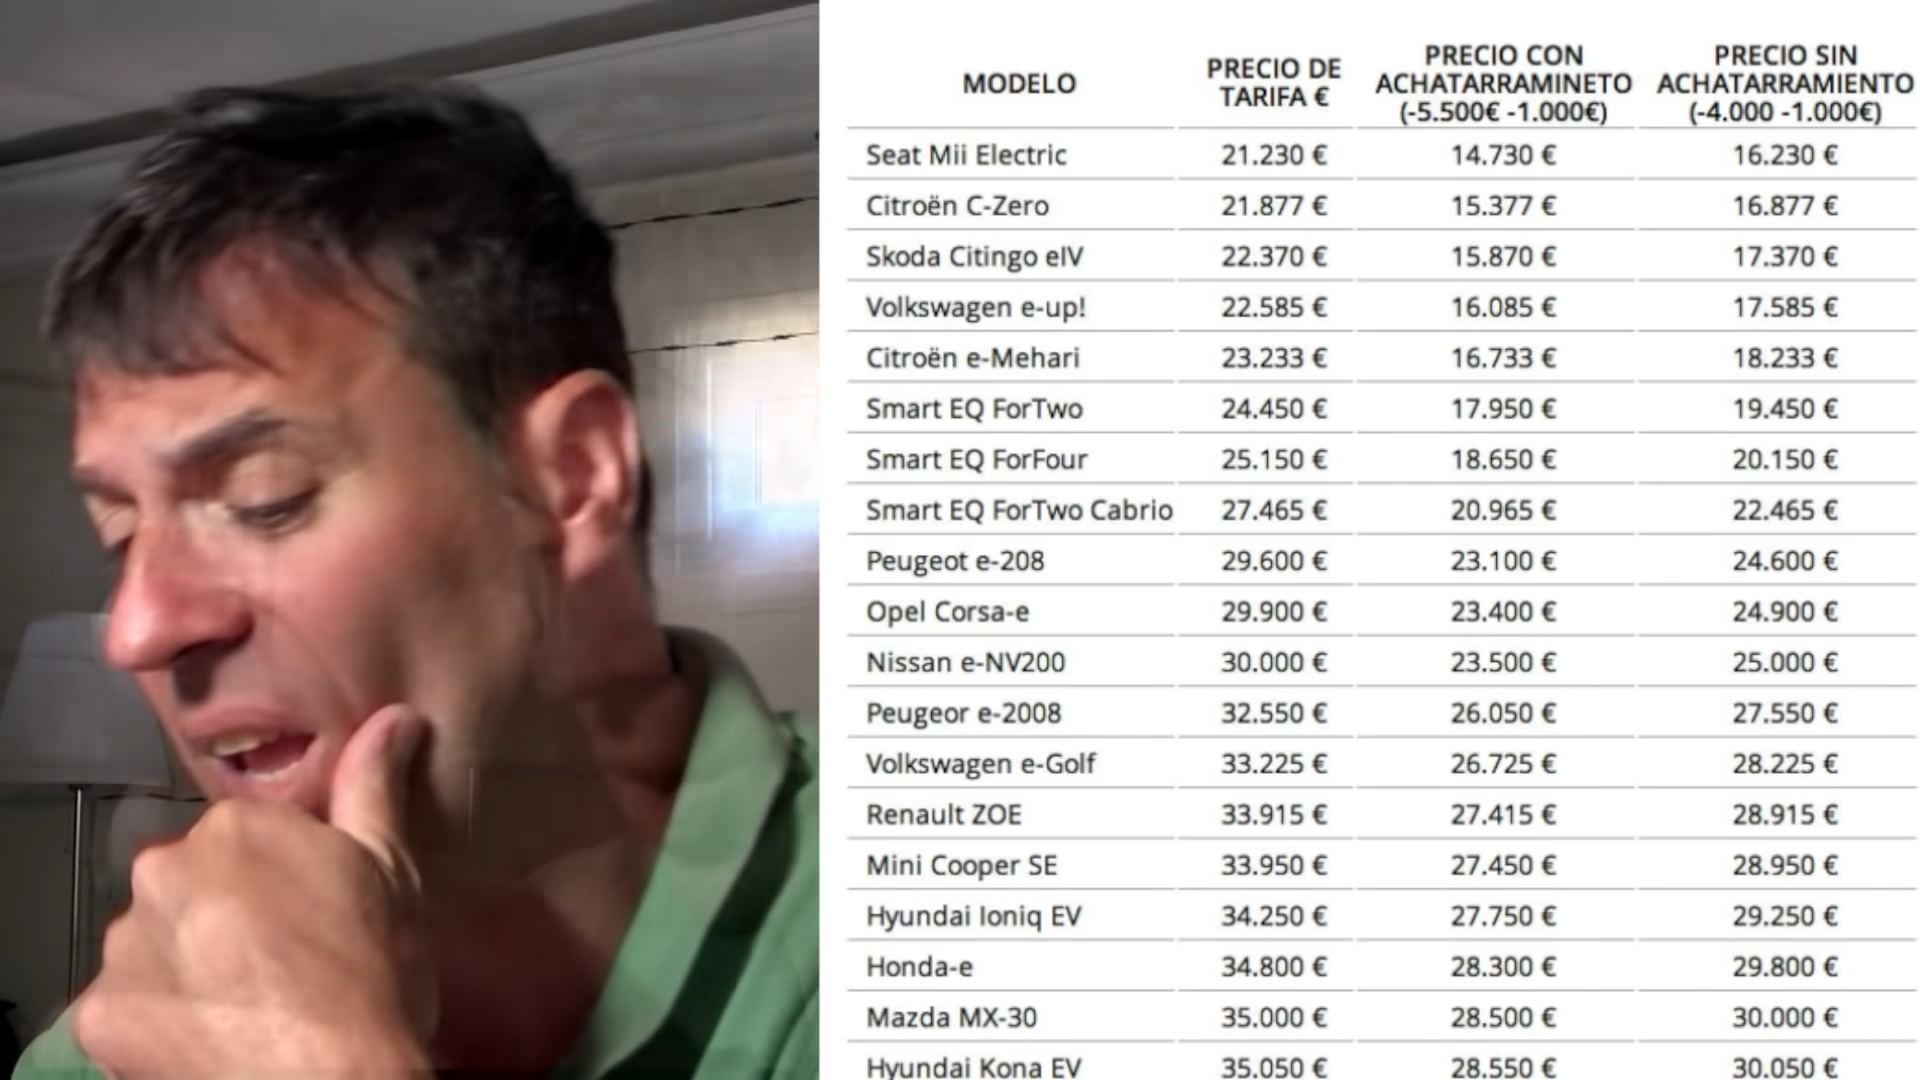 MODELO PRECIO DE TARIFA € PRECIO CON ACHATARRAMINETO (-5.500€ -1.000€) PRECIO SIN ACHATARRAMIENTO (-4.000 -1.000€)
Seat Mii Electric 21.230 € 14.730 € 16.230 €
Citroën C-Zero 21.877 € 15.377 € 16.877 €
Skoda Citingo eIV 22.370 € 15.870 € 17.370 €
Volkswagen e-up! 22.585 € 16.085 € 17.585 €
Citroën e-Mehari 23.233 € 16.733 € 18.233 €
Smart EQ ForTwo 24.450 € 17.950 € 19.450 €
Smart EQ ForFour 25.150 € 18.650 € 20.150 €
Smart EQ ForTwo Cabrio 27.465 € 20.965 € 22.465 €
Peugeot e-208 29.600 € 23.100 € 24.600 €
Opel Corsa-e 29.900 € 23.400 € 24.900 €
Nissan e-NV200 30.000 € 23.500 € 25.000 €
Peugeor e-2008 32.550 € 26.050 € 27.550 €
Volkswagen e-Golf 33.225 € 26.725 € 28.225 €
Renault ZOE 33.915 € 27.415 € 28.915 €
Mini Cooper SE 33.950 € 27.450 € 28.950 €
Hyundai Ioniq EV 34.250 € 27.750 € 29.250 €
Honda-e 34.800 € 28.300 € 29.800 €
Mazda MX-30 35.000 € 28.500 € 30.000 €
Hyundai Kona EV 35.050 € 28.550 € 30.050 €